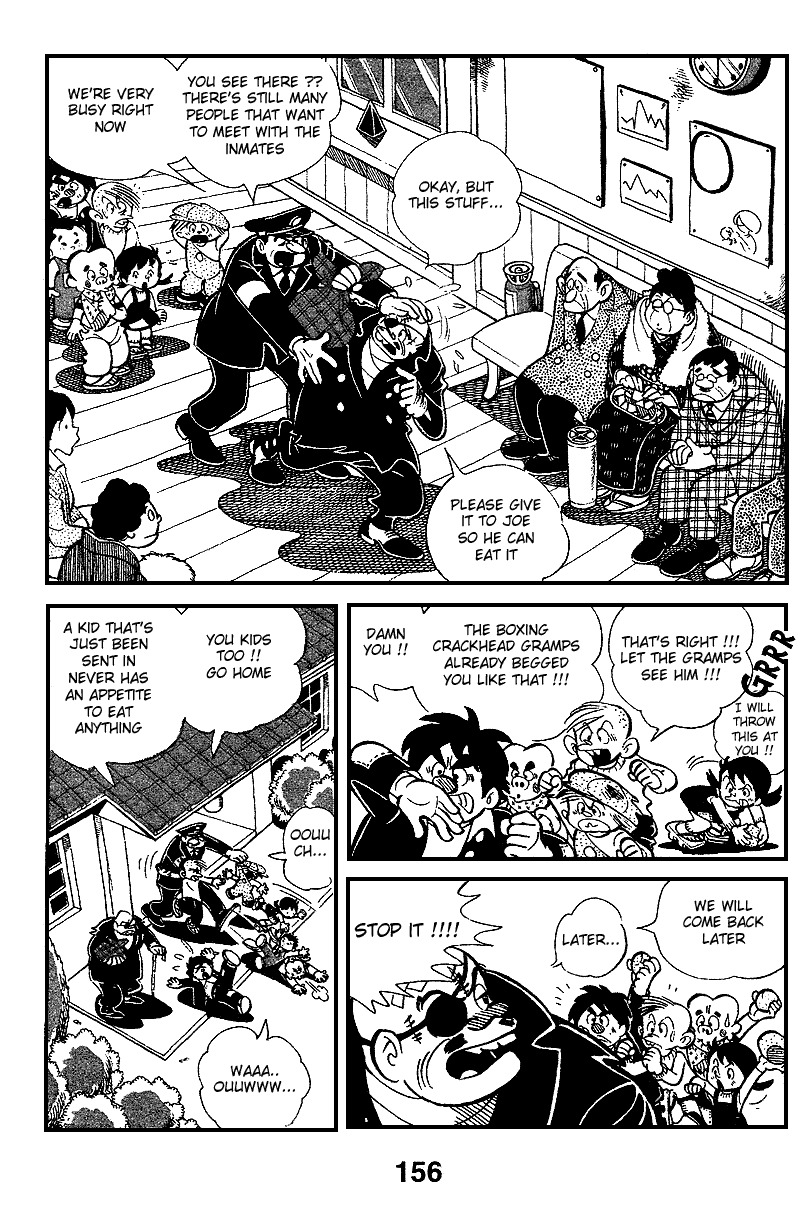 WE'RE VERY
BUSY RIGHT
NOW
YOU SEE THERE ??
THERE'S STILL MANY
PEOPLE THAT WANT
TO MEET WITH THE
INMATES
OKAY, BUT
THIS STUFF...
PLEASE GIVE
IT TO JOE
SO HE CAN
EAT IT
A KID THAT'S
JUST BEEN
SENT IN
NEVER HAS
AN APPETITE
TO EAT
ANYTHING
YOU KIDS
TOO !!
GO HOME
OOUU
CH...
WAAA..
OUUWWW...
DAMN
YOU !!
THE BOXING
CRACKHEAD GRAMPS
ALREADY BEGGED
YOU LIKE THAT !!!
THAT'S RIGHT !!!
LET THE GRAMPS
SEE HIM !!!
GRRR
I WILL
THROW
THIS AT
YOU !!
STOP IT !!!!
LATER...
WE WILL
COME BACK
LATER
156